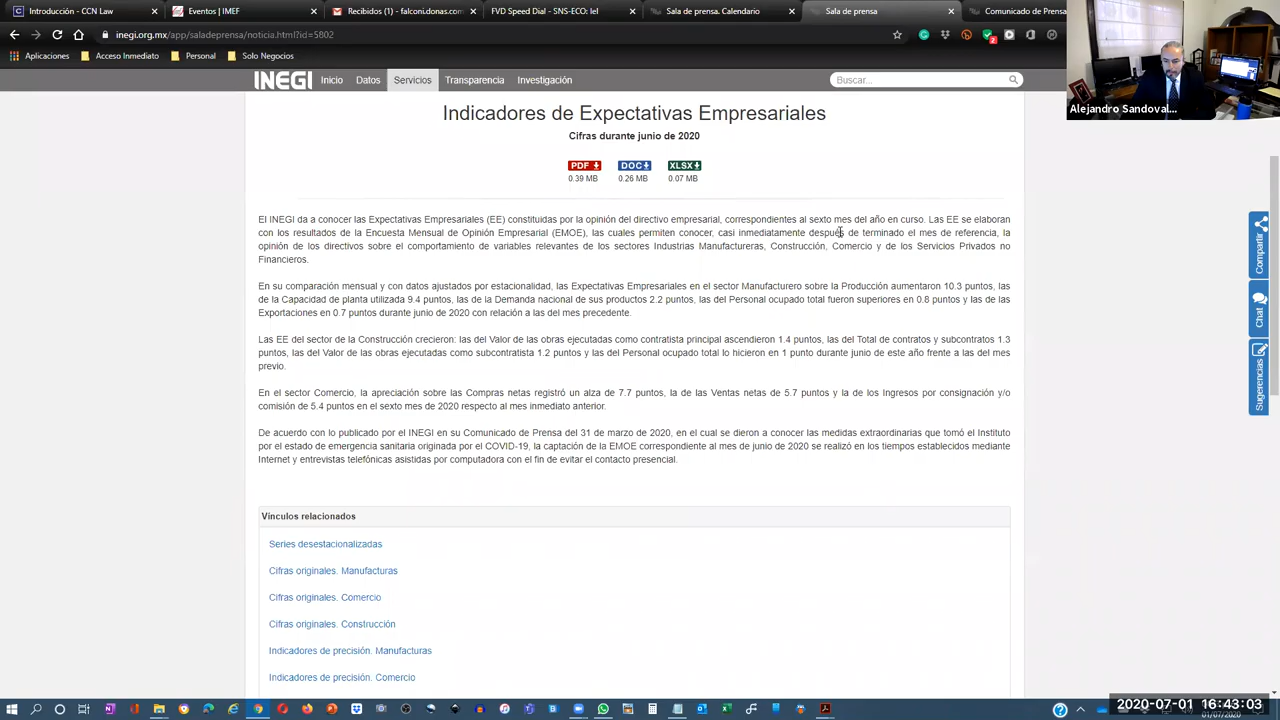 Introducción - CCN Law
Eventos | IMEF
Recibidos (1) - falconi.donas.com
FVD Speed Dial - SNS-ECO: Iel
Sala de prensa. Calendario
Sala de prensa
Comunicado de Prens
inegi.org.mx/app/saladeprensa/noticia.html?id=5802
Aplicaciones
Acceso Inmediato
Personal
Solo Negocios
INEGI
Inicio
Datos
Servicios
Transparencia
Investigación
Buscar...
Alejandro Sandoval...
Indicadores de Expectativas Empresariales
Cifras durante junio de 2020
PDF
DOC
XLSX
0.39 MB
0.26 MB
0.07 MB
El INEGI da a conocer las Expectativas Empresariales (EE) constituidas por la opinión del directivo empresarial, correspondientes al sexto mes del año en curso. Las EE se elaboran
con los resultados de la Encuesta Mensual de Opinión Empresarial (EMOE), las cuales permiten conocer, casi inmediatamente después de terminado el mes de referencia, la
opinión de los directivos sobre el comportamiento de variables relevantes de los sectores Industrias Manufactureras, Construcción, Comercio y de los Servicios Privados no
Financieros.
En su comparación mensual y con datos ajustados por estacionalidad, las Expectativas Empresariales en el sector Manufacturero sobre la Producción aumentaron 10.3 puntos, las
de la Capacidad de planta utilizada 9.4 puntos, las de la Demanda nacional de sus productos 2.2 puntos, las del Personal ocupado total fueron superiores en 0.8 puntos y las de las
Exportaciones en 0.7 puntos durante junio de 2020 con relación a las del mes precedente.
Las EE del sector de la Construcción crecieron: las del Valor de las obras ejecutadas como contratista principal ascendieron 1.4 puntos, las del Total de contratos y subcontratos 1.3
puntos, las del Valor de las obras ejecutadas como subcontratista 1.2 puntos y las del Personal ocupado total lo hicieron en 1 punto durante junio de este año frente a las del mes
previo.
En el sector Comercio, la apreciación sobre las Compras netas registró un alza de 7.7 puntos, la de las Ventas netas de 5.7 puntos y la de los Ingresos por consignación y/o
comisión de 5.4 puntos en el sexto mes de 2020 respecto al mes inmediato anterior.
De acuerdo con lo publicado por el INEGI en su Comunicado de Prensa del 31 de marzo de 2020, en el cual se dieron a conocer las medidas extraordinarias que tomó el Instituto
por el estado de emergencia sanitaria originada por el COVID-19, la captación de la EMOE correspondiente al mes de junio de 2020 se realizó en los tiempos establecidos mediante
Internet y entrevistas telefónicas asistidas por computadora con el fin de evitar el contacto presencial.
Compartir
Chat
Sugerencias
Vínculos relacionados
Series desestacionalizadas
Cifras originales. Manufacturas
Cifras originales. Comercio
Cifras originales. Construcción
Indicadores de precisión. Manufacturas
Indicadores de precisión. Comercio
2020-07-01 16:43:03
01/07/2020